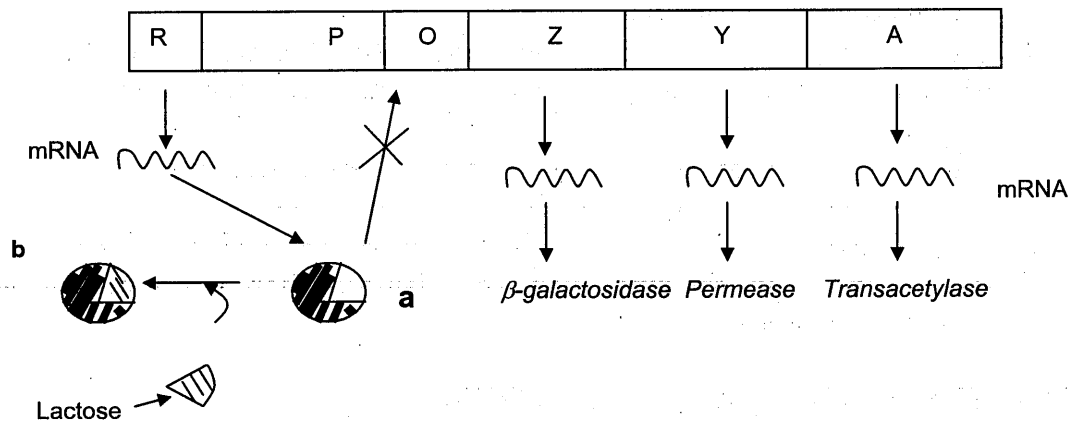 R P O Z Y A
mRNA
mRNA
b
a
β-galactosidase Permease Transacetylase
Lactose